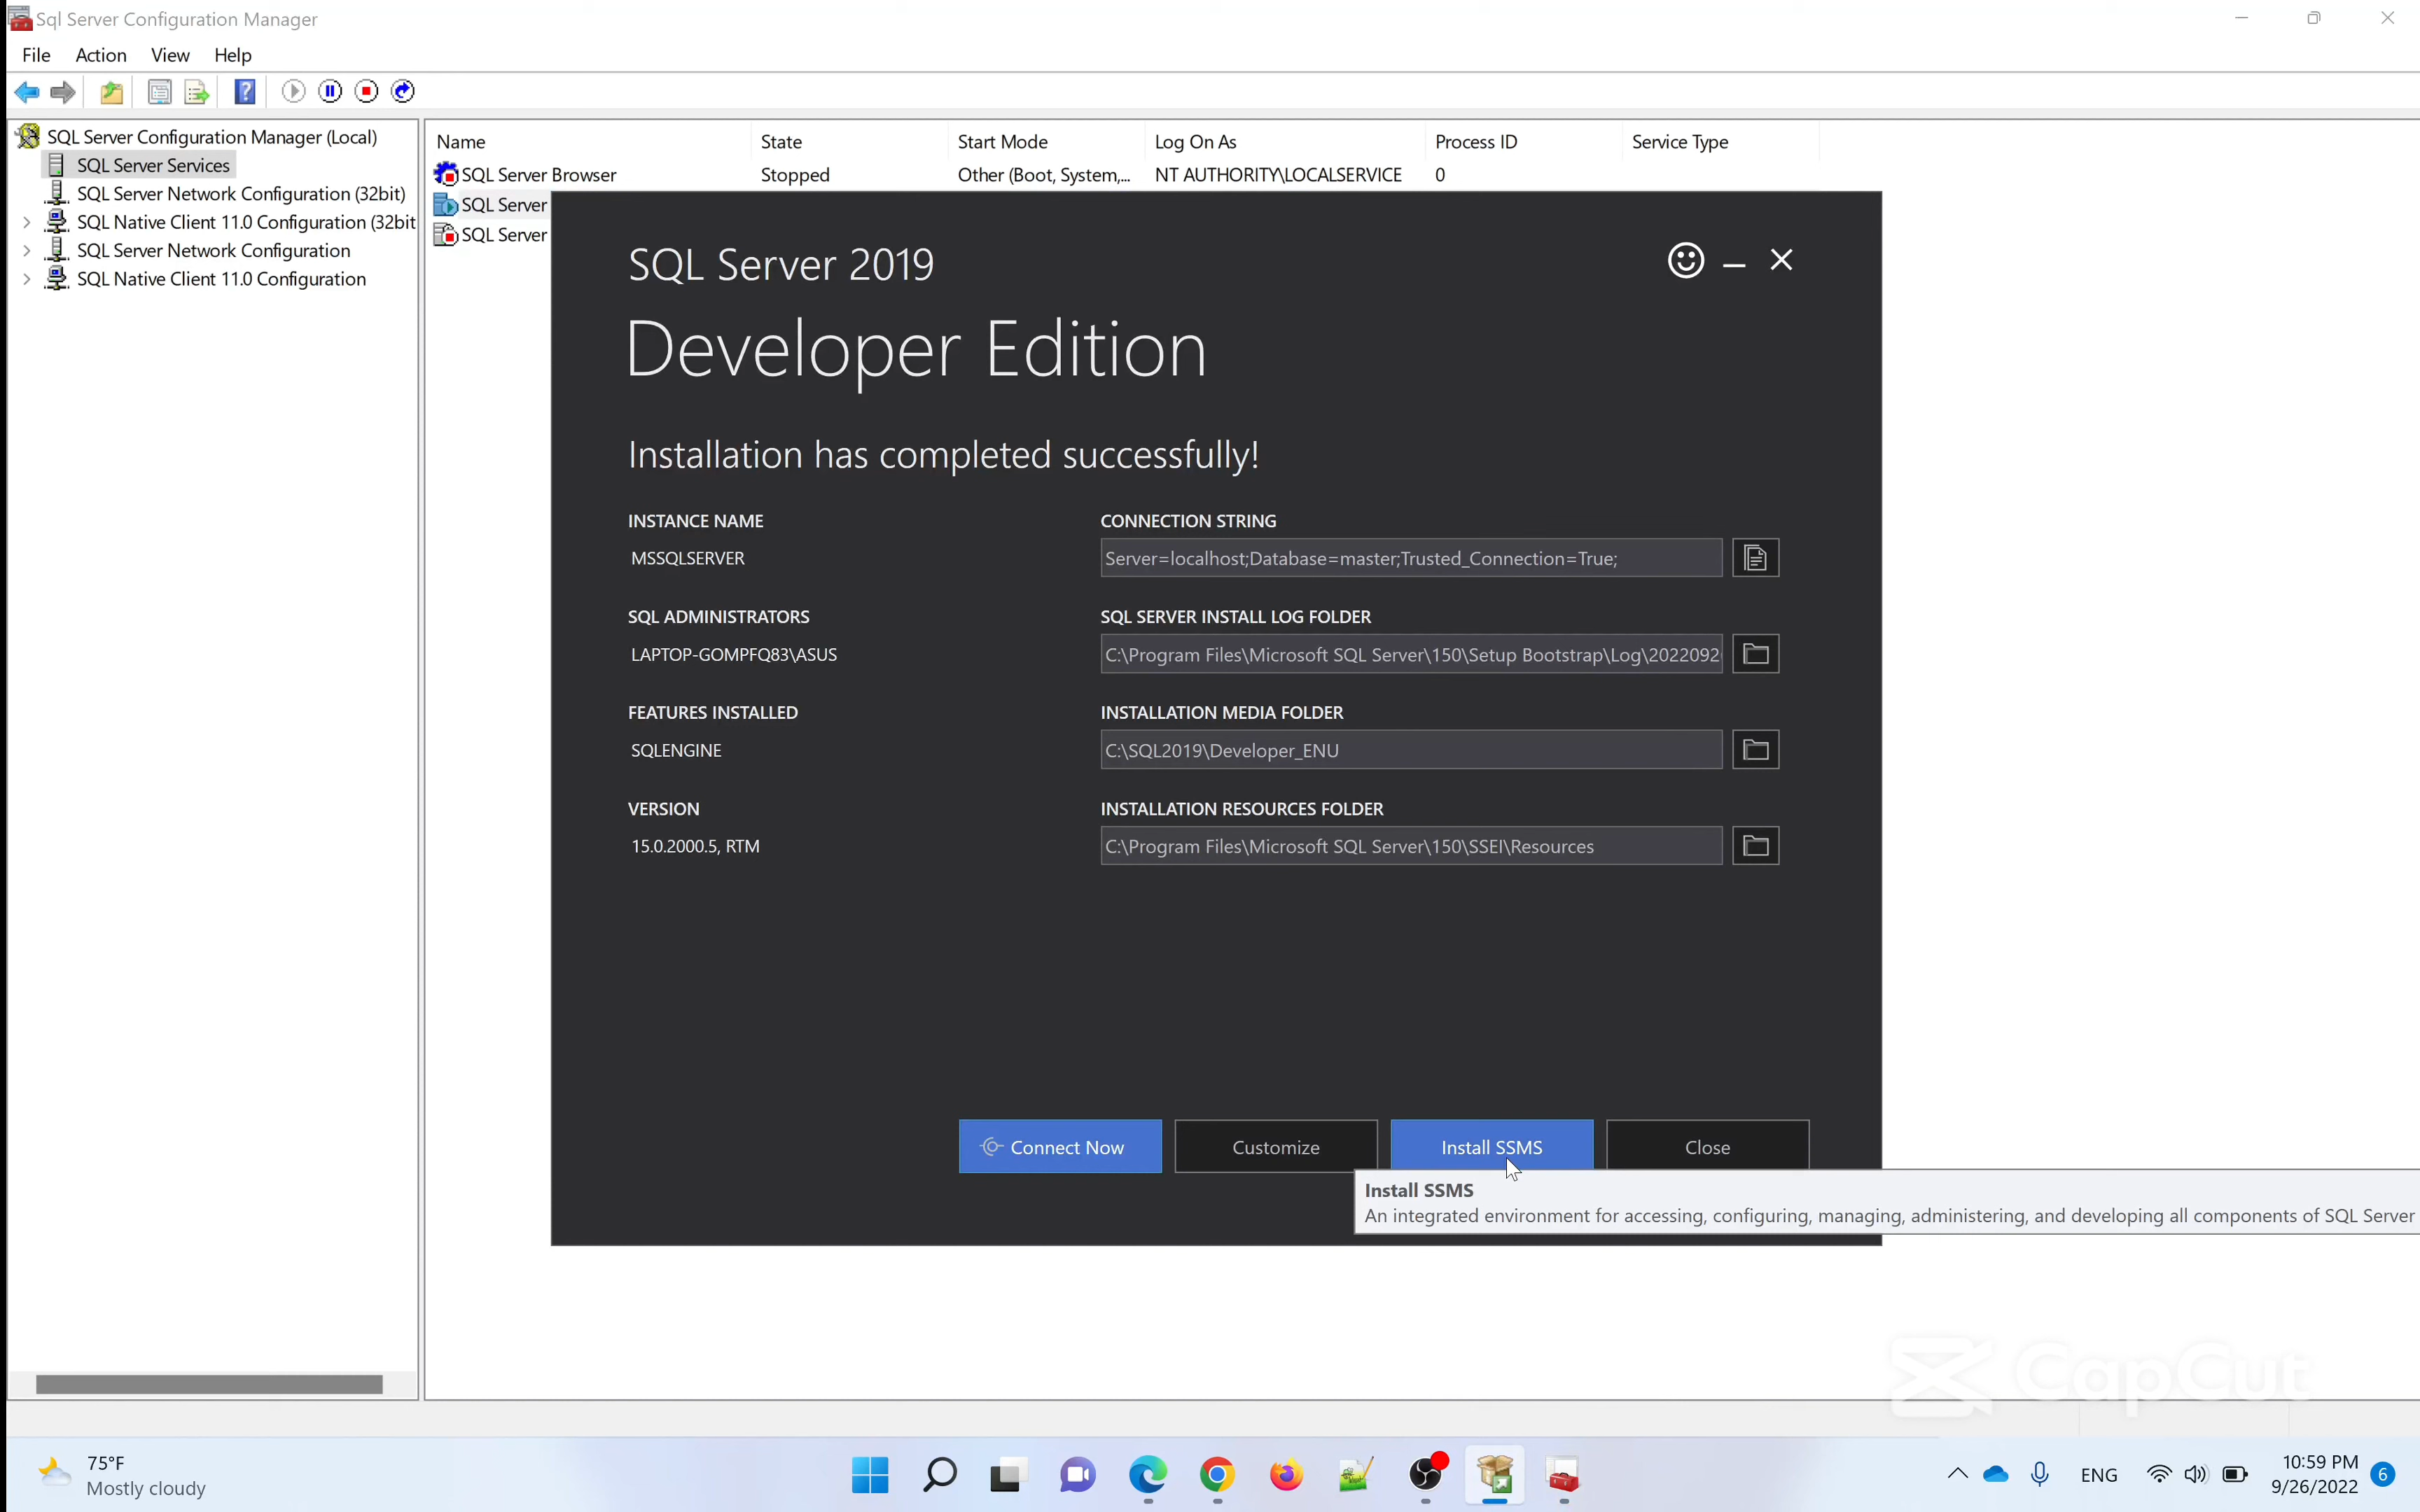 Sql Server Configuration Manager
File Action View Help
SQL Server Configuration Manager (Local)
SQL Server Services
SQL Server Network Configuration (32bit)
SQL Native Client 11.0 Configuration (32bit
SQL Server Network Configuration
SQL Native Client 11.0 Configuration
Name State Start Mode Log On As Process ID Service Type
SQL Server Browser Stopped Other (Boot, System,... NT AUTHORITY\LOCALSERVICE 0
SQL Server
SQL Server
SQL Server 2019
Developer Edition
Installation has completed successfully!
INSTANCE NAME
MSSQLSERVER
SQL ADMINISTRATORS
LAPTOP-GOMPFQ83\ASUS
FEATURES INSTALLED
SQLENGINE
VERSION
15.0.2000.5, RTM
CONNECTION STRING
Server=localhost;Database=master;Trusted_Connection=True;
SQL SERVER INSTALL LOG FOLDER
C:\Program Files\Microsoft SQL Server\150\Setup Bootstrap\Log\2022092
INSTALLATION MEDIA FOLDER
C:\SQL2019\Developer_ENU
INSTALLATION RESOURCES FOLDER
C:\Program Files\Microsoft SQL Server\150\SSEI\Resources
Connect Now Customize Install SSMS Close
Install SSMS
An integrated environment for accessing, configuring, managing, administering, and developing all components of SQL Server
CapCut
75°F
Mostly cloudy
ENG
10:59 PM
9/26/2022
6